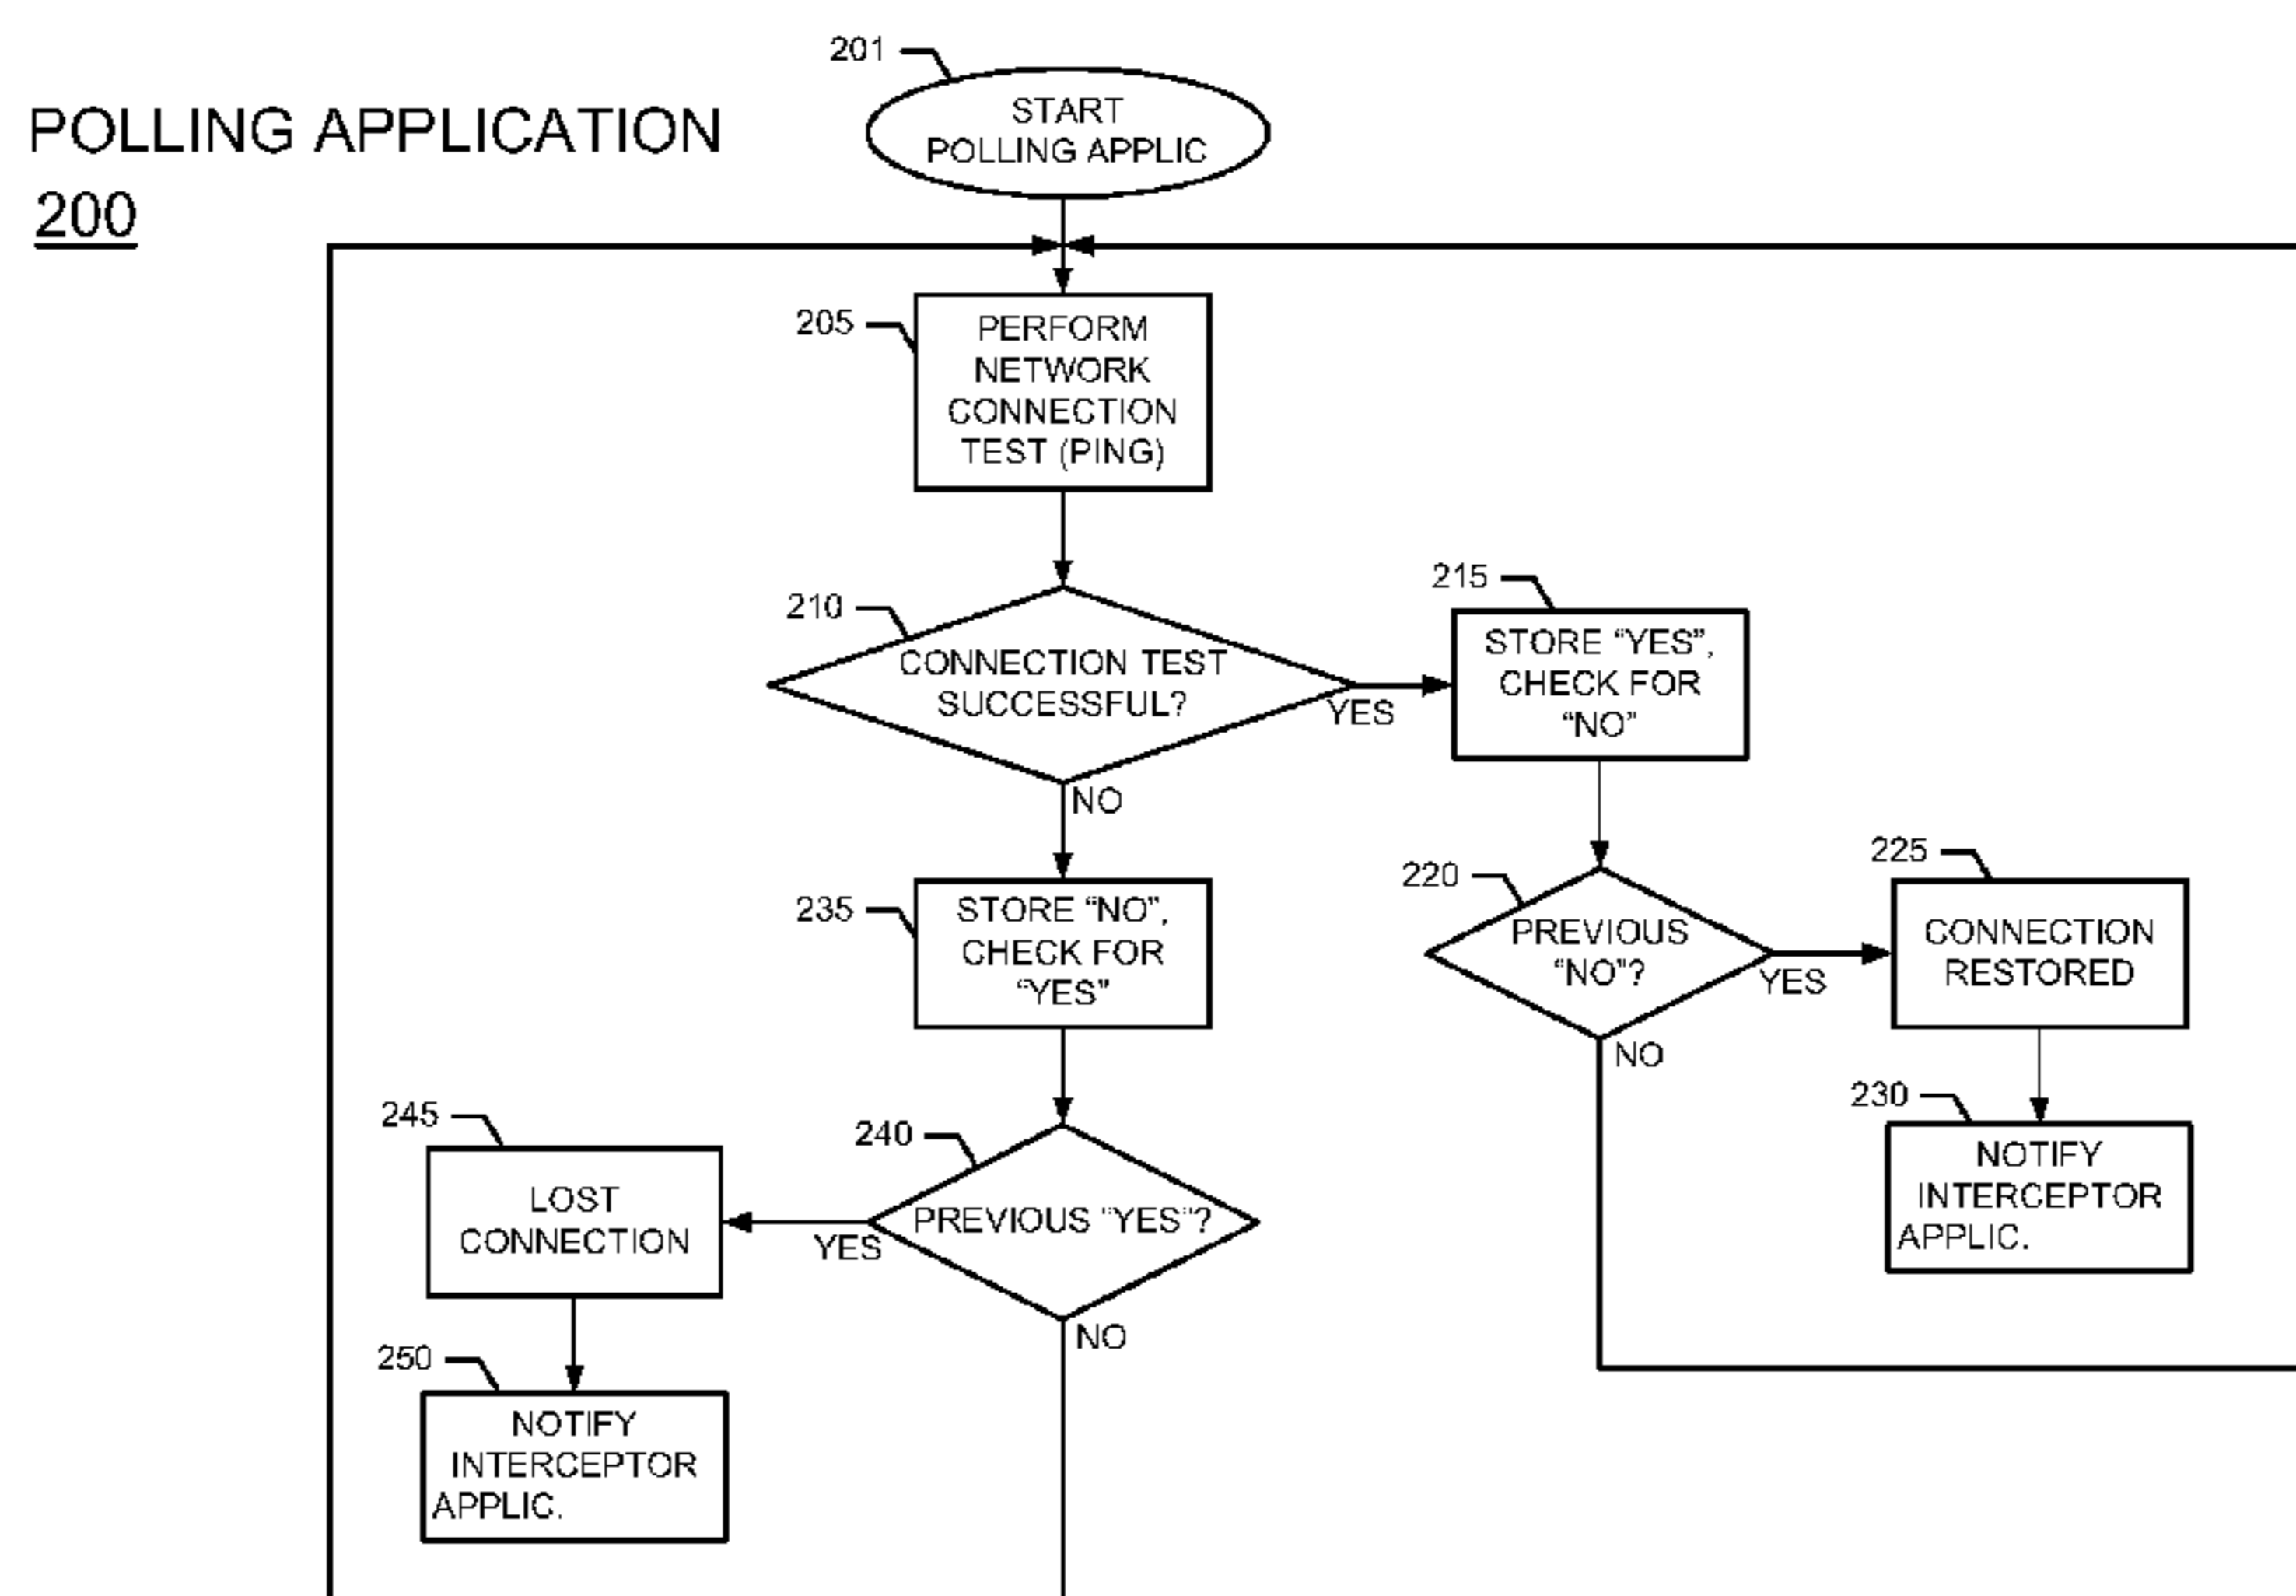 POLLING APPLICATION
200
201
START
POLLING APPLIC
205
PERFORM
NETWORK
CONNECTION
TEST (PING)
210
CONNECTION TEST
SUCCESSFUL?
YES
NO
215
STORE “YES”,
CHECK FOR
“NO”
220
PREVIOUS
“NO”?
YES
NO
225
CONNECTION
RESTORED
230
NOTIFY
INTERCEPTOR
APPLIC.
235
STORE “NO”,
CHECK FOR
“YES”
240
PREVIOUS “YES”?
YES
NO
245
LOST
CONNECTION
250
NOTIFY
INTERCEPTOR
APPLIC.